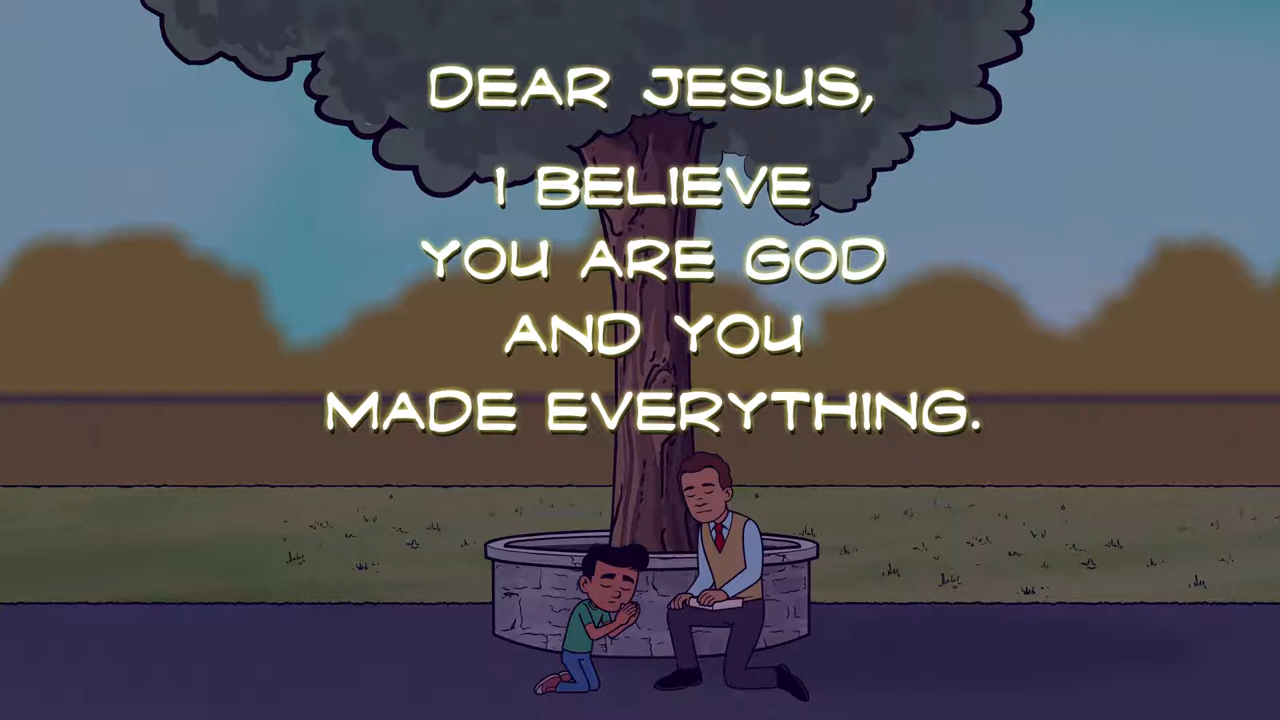 DEAR JESUS,
I BELIEVE
YOU ARE GOD
AND YOU
MADE EVERYTHING.